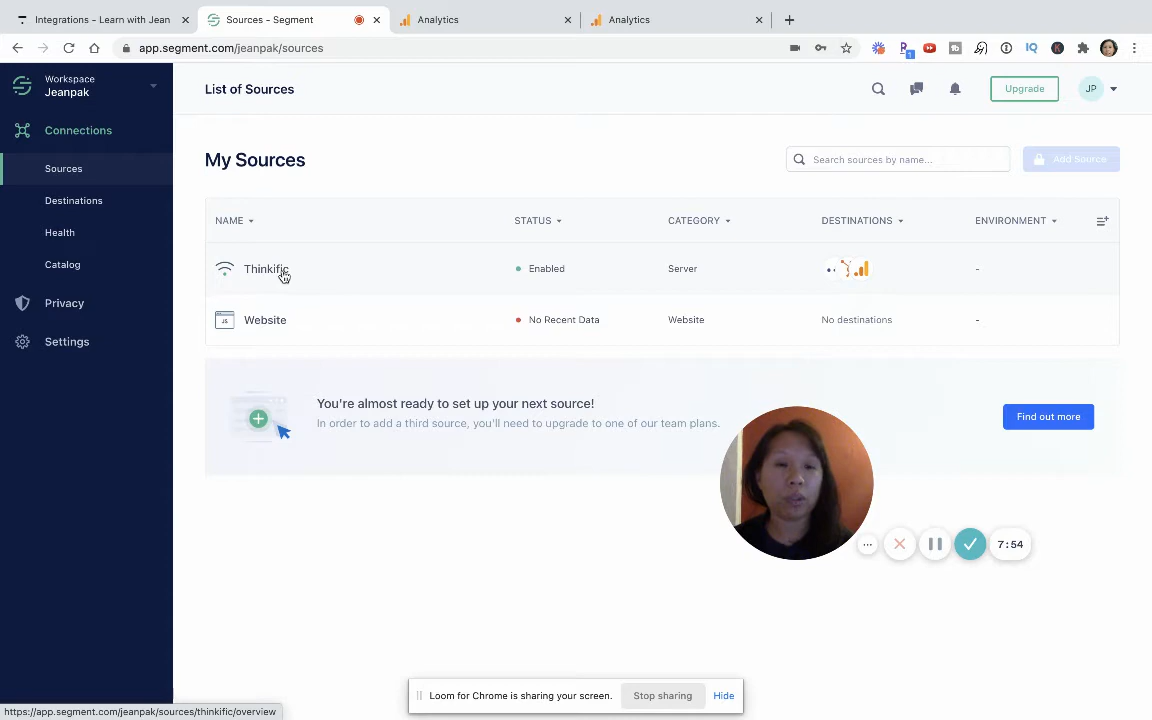 Integrations - Learn with Jean
Sources - Segment
Analytics
Analytics
app.segment.com/jeanpak/sources
Workspace
Jeanpak
Connections
Sources
Destinations
Health
Catalog
Privacy
Settings
List of Sources
Upgrade
JP
My Sources
Search sources by name...
Add Source
NAME
STATUS
CATEGORY
DESTINATIONS
ENVIRONMENT
Thinkific
Enabled
Server
-
JS
Website
No Recent Data
Website
No destinations
-
You're almost ready to set up your next source!
In order to add a third source, you'll need to upgrade to one of our team plans.
Find out more
7:54
Loom for Chrome is sharing your screen.
Stop sharing
Hide
https://app.segment.com/jeanpak/sources/thinkific/overview